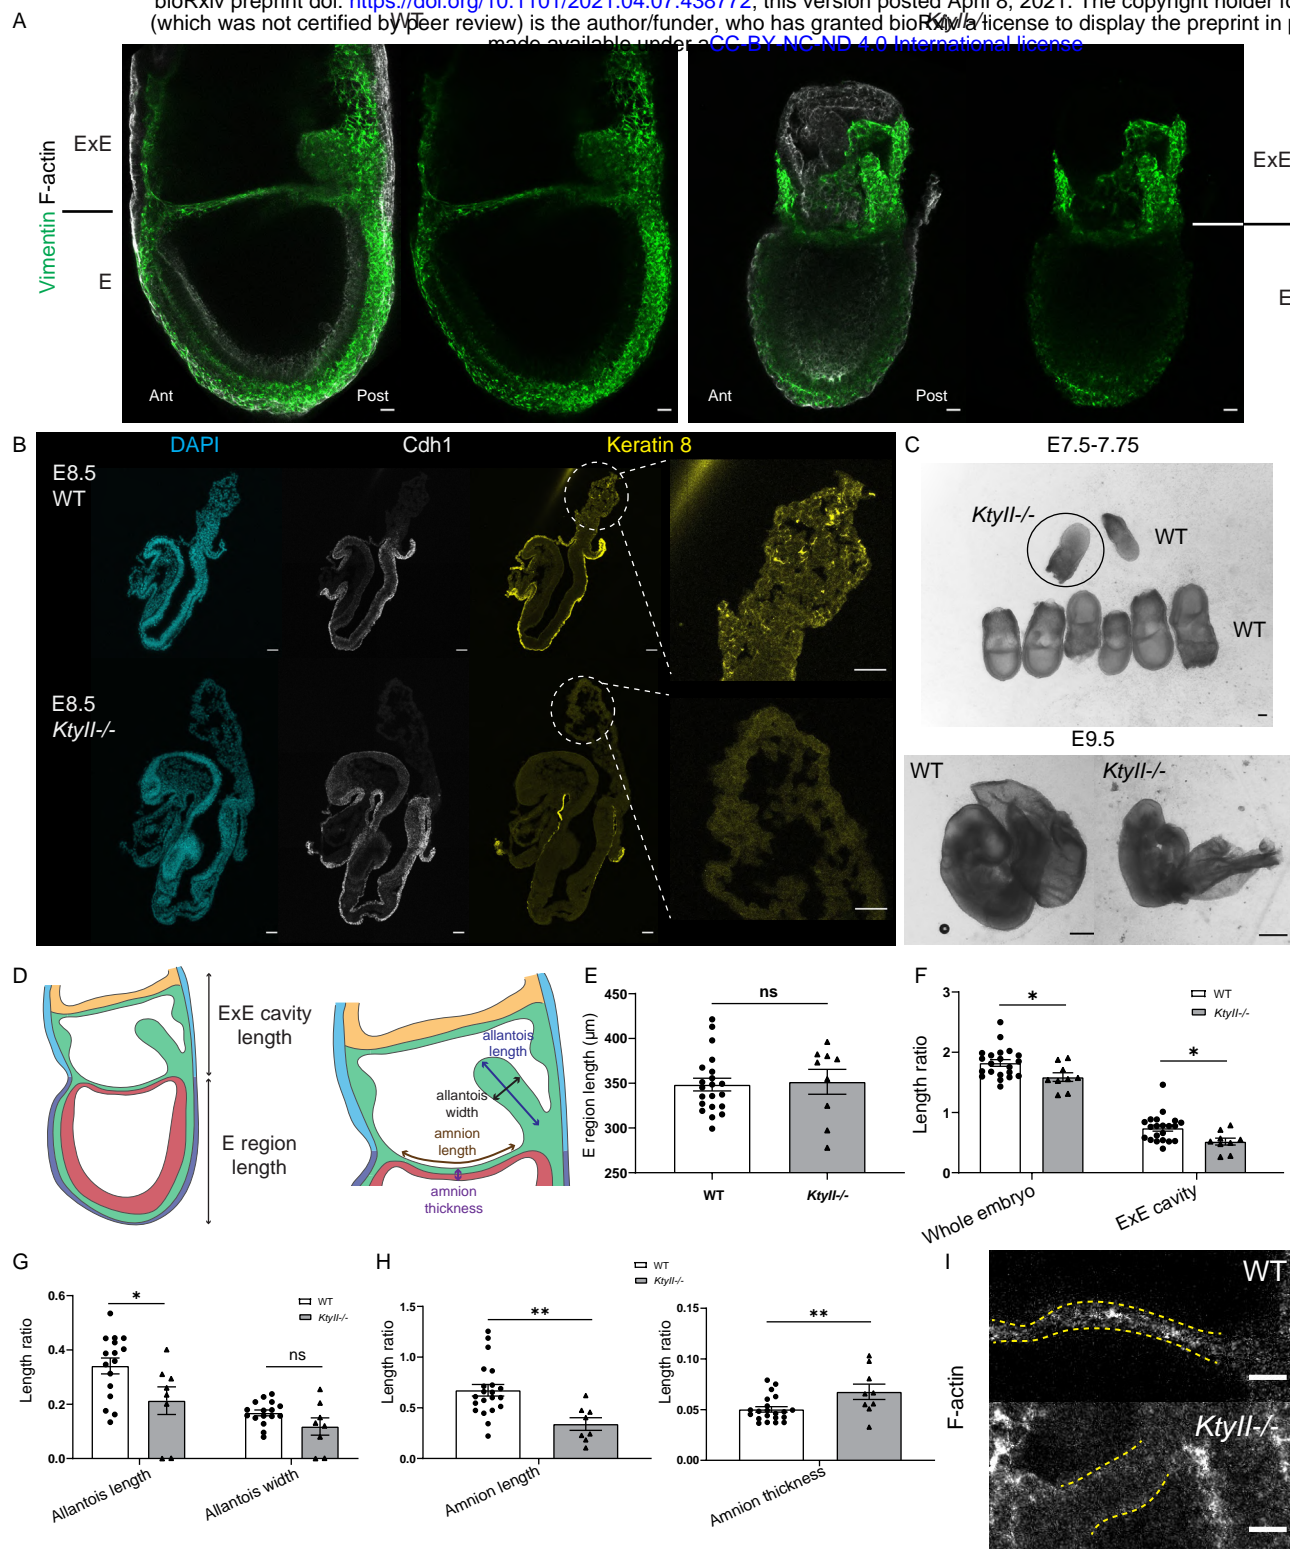 bioRxiv preprint doi: https://doi.org/10.1101/2021.04.07.438772; this version posted April 8, 2021. The copyright holder fo
(which was not certified by peer review) is the author/funder, who has granted bioRxiv a license to display the preprint in p
made available under aCC-BY-NC-ND 4.0 International license
A
WT
KtyII-/-
Vimentin F-actin
ExE
E
Ant
Post
Ant
Post
ExE
E
B
DAPI
Cdh1
Keratin 8
E8.5
WT
E8.5
KtyII-/-
C
E7.5-7.75
KtyII-/-
WT
WT
E9.5
WT
KtyII-/-
D
ExE cavity
length
E region
length
allantois
length
allantois
width
amnion
length
amnion
thickness
E
E region length (µm)
450
400
350
300
250
ns
WT
KtyII-/-
F
Length ratio
3
2
1
0
*
*
WT
KtyII-/-
Whole embryo
ExE cavity
G
Length ratio
0.6
0.4
0.2
0.0
*
ns
WT
KtyII-/-
Allantois length
Allantois width
H
WT
KtyII-/-
Length ratio
1.5
1.0
0.5
0.0
**
Amnion length
Length ratio
0.15
0.10
0.05
0.00
**
Amnion thickness
I
F-actin
WT
KtyII-/-